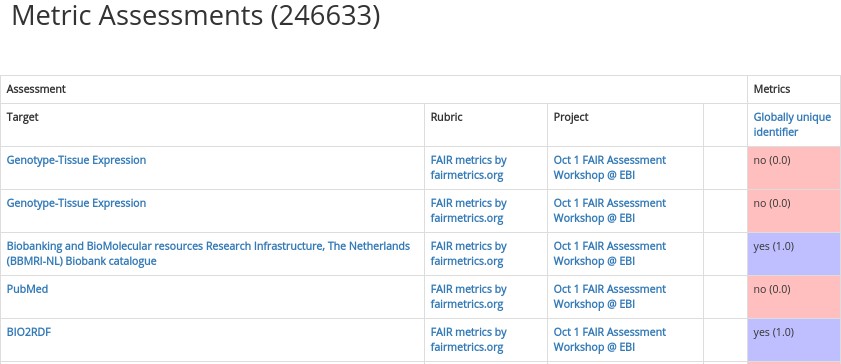 Metric Assessments (246633)
Assessment Metrics
Target Rubric Project Globally unique
identifier
Genotype-Tissue Expression FAIR metrics by Oct 1 FAIR Assessment no (0.0)
fairmetrics.org Workshop @ EBI
Genotype-Tissue Expression FAIR metrics by Oct 1 FAIR Assessment no (0.0)
fairmetrics.org Workshop @ EBI
Biobanking and BioMolecular resources Research Infrastructure, The Netherlands FAIR metrics by Oct 1 FAIR Assessment yes (1.0)
(BBMRI-NL) Biobank catalogue fairmetrics.org Workshop @ EBI
PubMed FAIR metrics by Oct 1 FAIR Assessment no (0.0)
fairmetrics.org Workshop @ EBI
BIO2RDF FAIR metrics by Oct 1 FAIR Assessment yes (1.0)
fairmetrics.org Workshop @ EBI